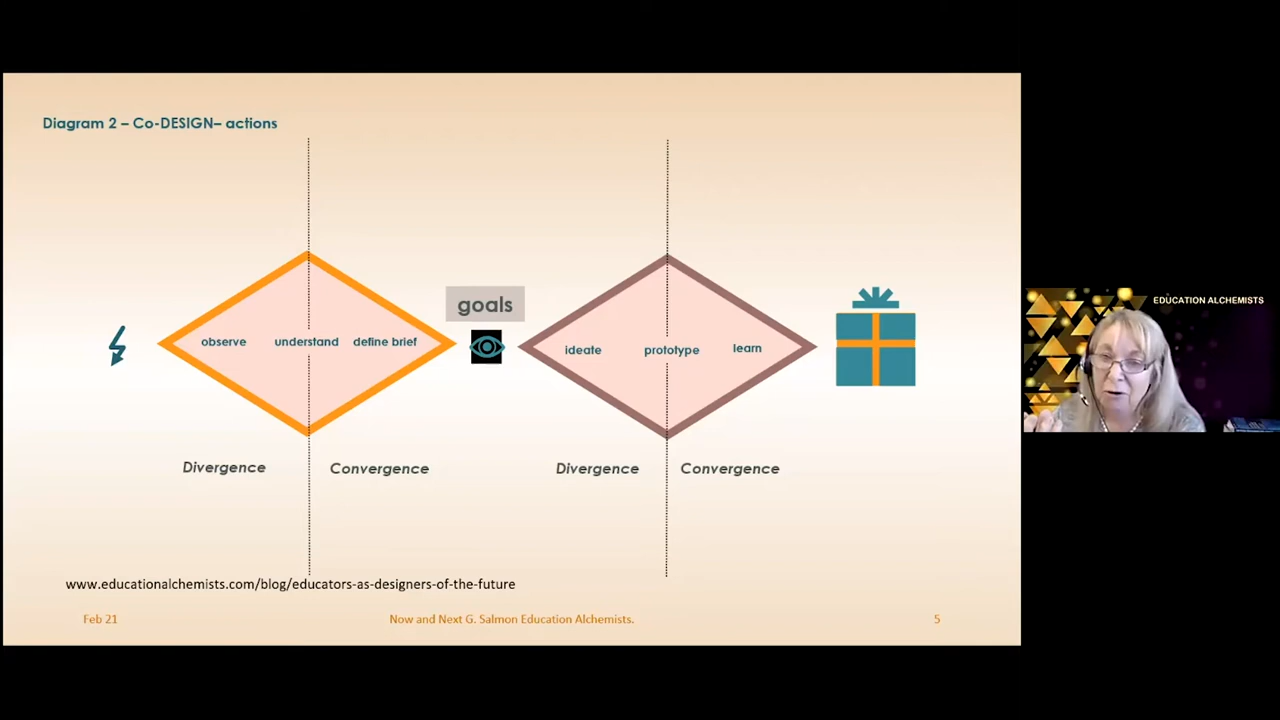 Diagram 2 – Co-DESIGN– actions
goals
observe understand define brief
ideate prototype learn
Divergence Convergence Divergence Convergence
www.educationalchemists.com/blog/educators-as-designers-of-the-future
Feb 21 Now and Next G. Salmon Education Alchemists. 5
EDUCATION ALCHEMISTS